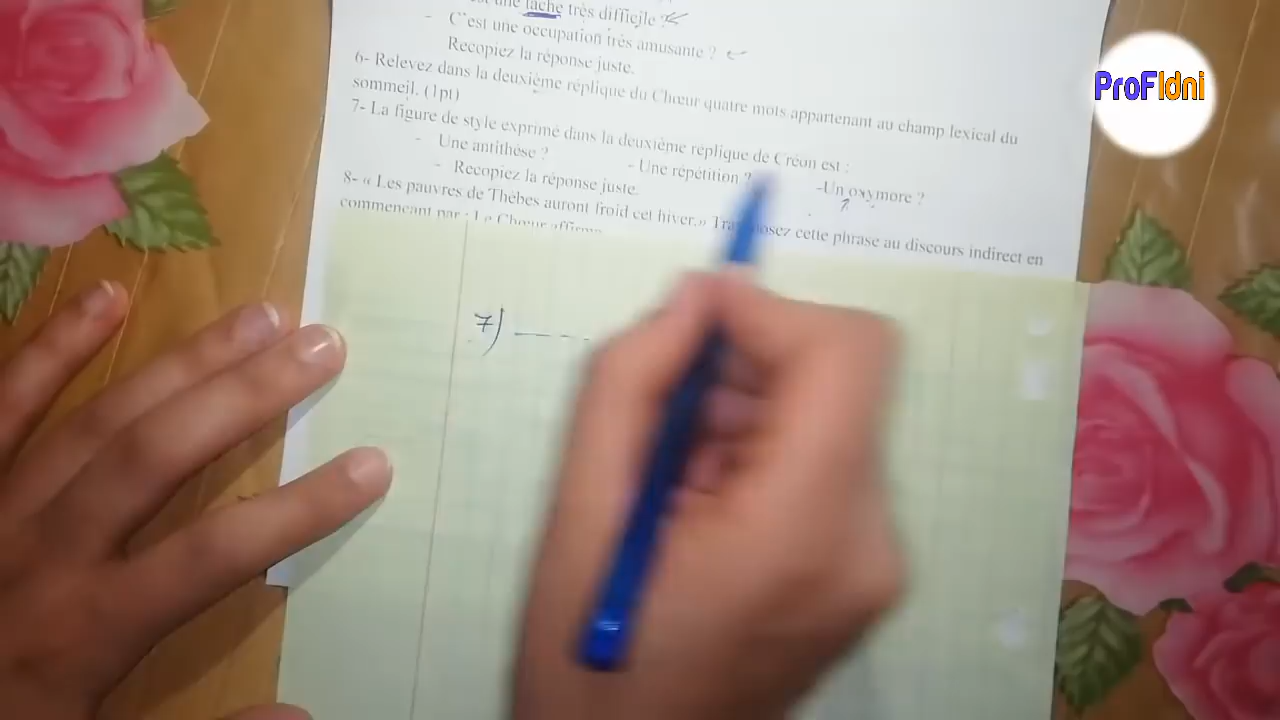 une tâche très difficile
- C'est une occupation très amusante ?
Recopiez la réponse juste.
6- Relevez dans la deuxième réplique du Chœur quatre mots appartenant au champ lexical du
sommeil. (1pt)
7- La figure de style exprimé dans la deuxième réplique de Créon est :
- Une antithèse ? - Une répétition ? -Un oxymore ?
- Recopiez la réponse juste.
8- « Les pauvres de Thèbes auront froid cet hiver.» cette phrase au discours indirect en
commençant par : Le Chœur affirme
7)
ProFIdni